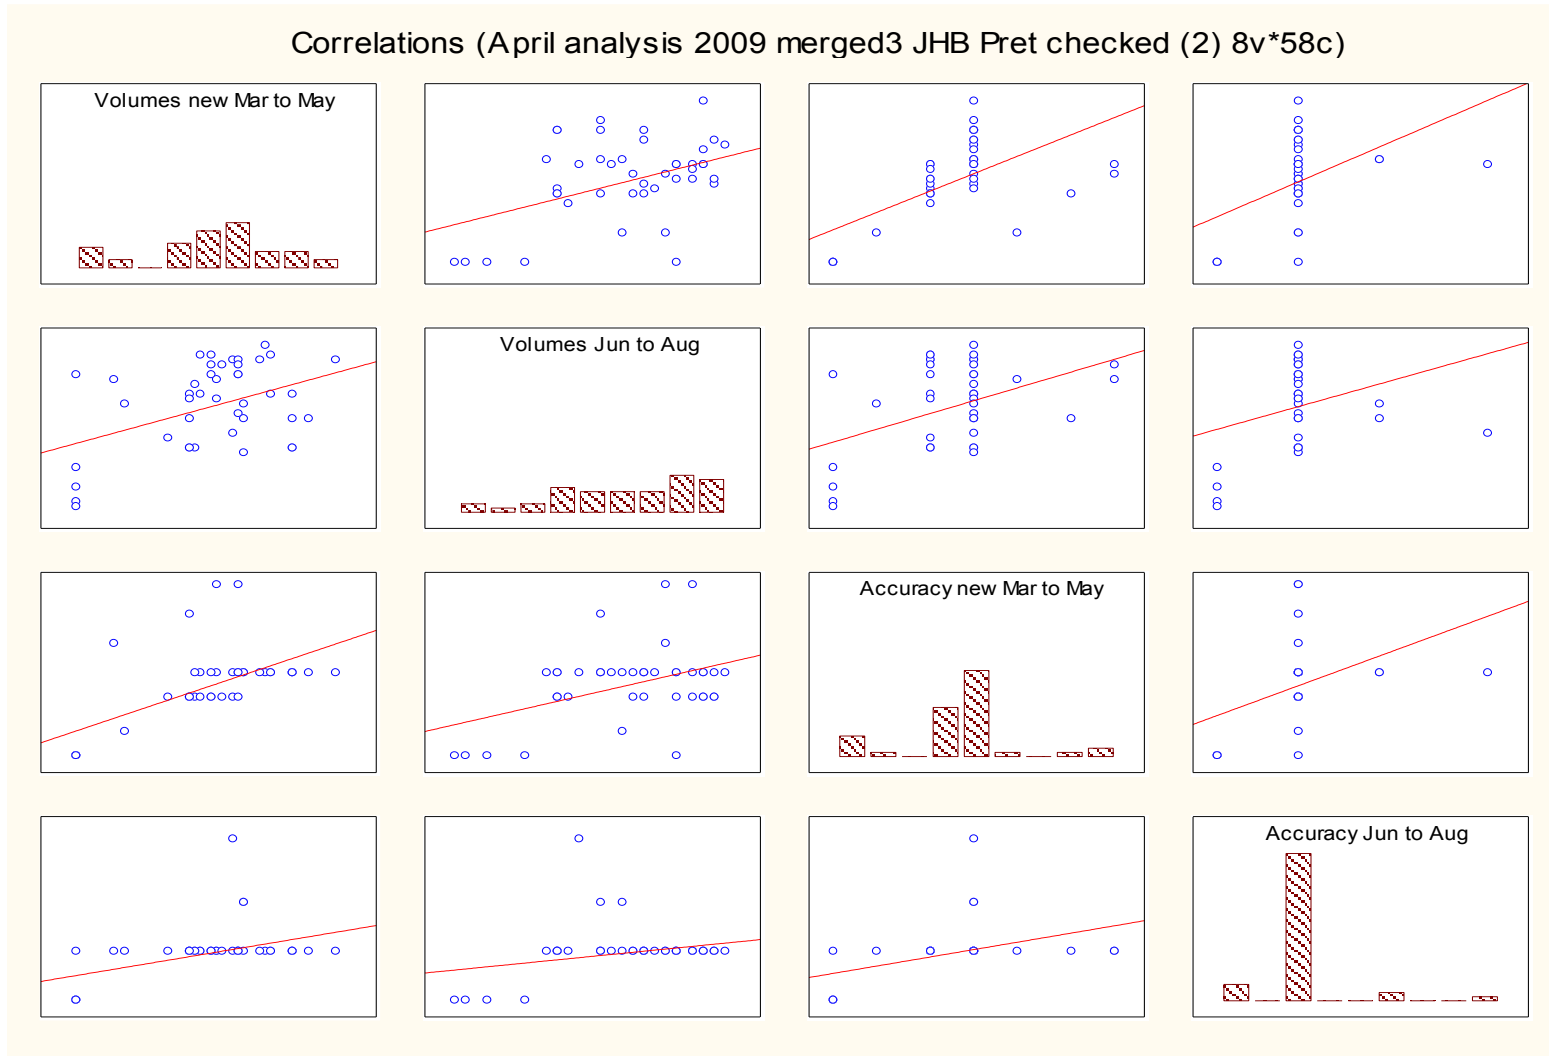 Correlations (April analysis 2009 merged3 JHB Pret checked (2) 8v*58c)
Volumes new Mar to May
Volumes Jun to Aug
Accuracy new Mar to May
Accuracy Jun to Aug